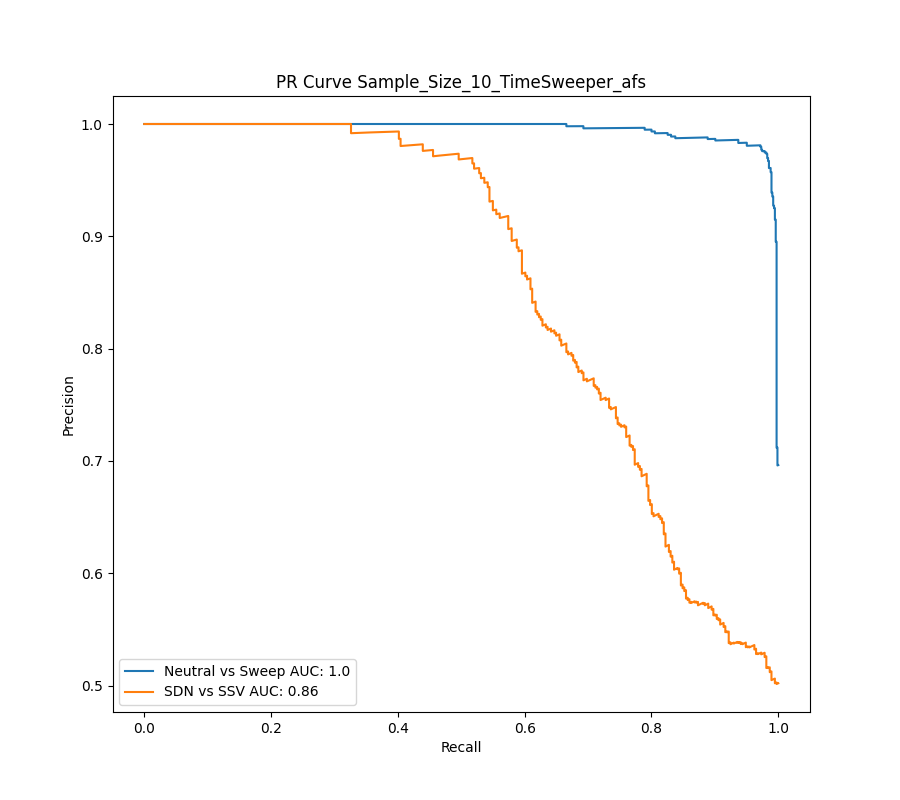 PR Curve Sample_Size_10_TimeSweeper_afs
1.0
0.9
0.8
0.7
0.6
0.5
Precision
Neutral vs Sweep AUC: 1.0
SDN vs SSV AUC: 0.86
0.0 0.2 0.4 0.6 0.8 1.0
Recall